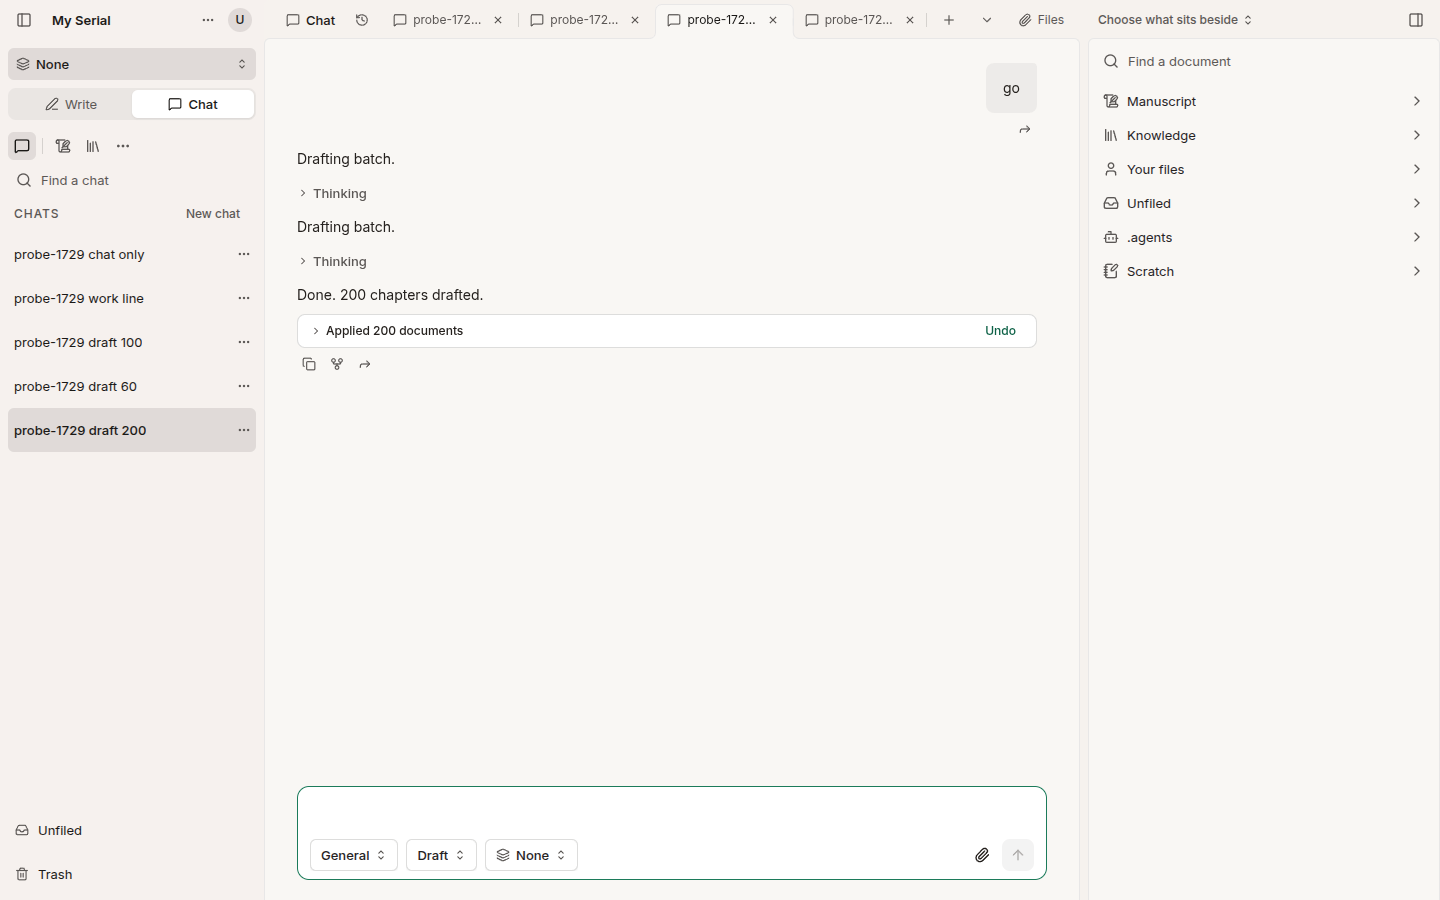 My Serial
U
None
Write
Chat
Find a chat
CHATS
New chat
probe-1729 chat only
probe-1729 work line
probe-1729 draft 100
probe-1729 draft 60
probe-1729 draft 200
Unfiled
Trash
Chat
probe-172...
probe-172...
probe-172...
probe-172...
Files
go
Drafting batch.
Thinking
Drafting batch.
Thinking
Done. 200 chapters drafted.
Applied 200 documents
Undo
General
Draft
None
Choose what sits beside
Find a document
Manuscript
Knowledge
Your files
Unfiled
.agents
Scratch